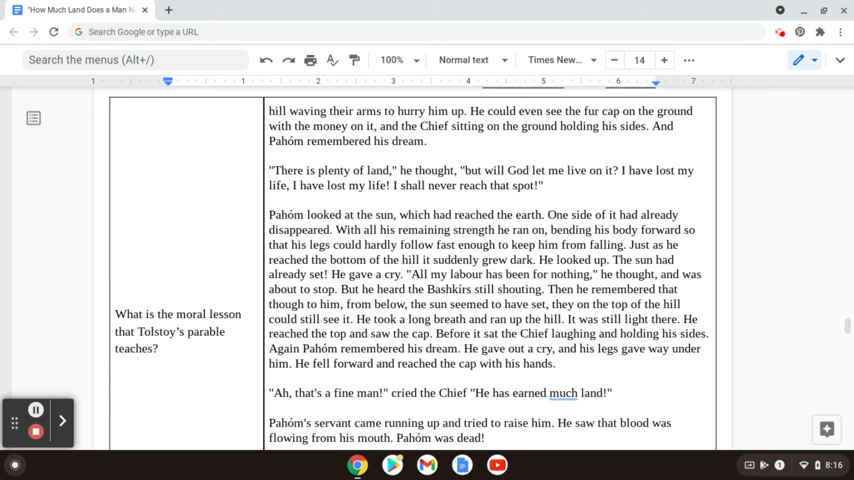 "How Much Land Does a Man N
Search Google or type a URL
Search the menus (Alt+/)
100%
Normal text
Times New...
14
1 1 2 3 4 5 6 7
hill waving their arms to hurry him up. He could even see the fur cap on the ground
with the money on it, and the Chief sitting on the ground holding his sides. And
Pahóm remembered his dream.
"There is plenty of land," he thought, "but will God let me live on it? I have lost my
life, I have lost my life! I shall never reach that spot!"
Pahóm looked at the sun, which had reached the earth. One side of it had already
disappeared. With all his remaining strength he ran on, bending his body forward so
that his legs could hardly follow fast enough to keep him from falling. Just as he
reached the bottom of the hill it suddenly grew dark. He looked up. The sun had
already set! He gave a cry. "All my labour has been for nothing," he thought, and was
about to stop. But he heard the Bashkírs still shouting. Then he remembered that
though to him, from below, the sun seemed to have set, they on the top of the hill
could still see it. He took a long breath and ran up the hill. It was still light there. He
reached the top and saw the cap. Before it sat the Chief laughing and holding his sides.
Again Pahóm remembered his dream. He gave out a cry, and his legs gave way under
him. He fell forward and reached the cap with his hands.
"Ah, that's a fine man!" cried the Chief "He has earned much land!"
Pahóm's servant came running up and tried to raise him. He saw that blood was
flowing from his mouth. Pahóm was dead!
What is the moral lesson
that Tolstoy's parable
teaches?
1
8:16